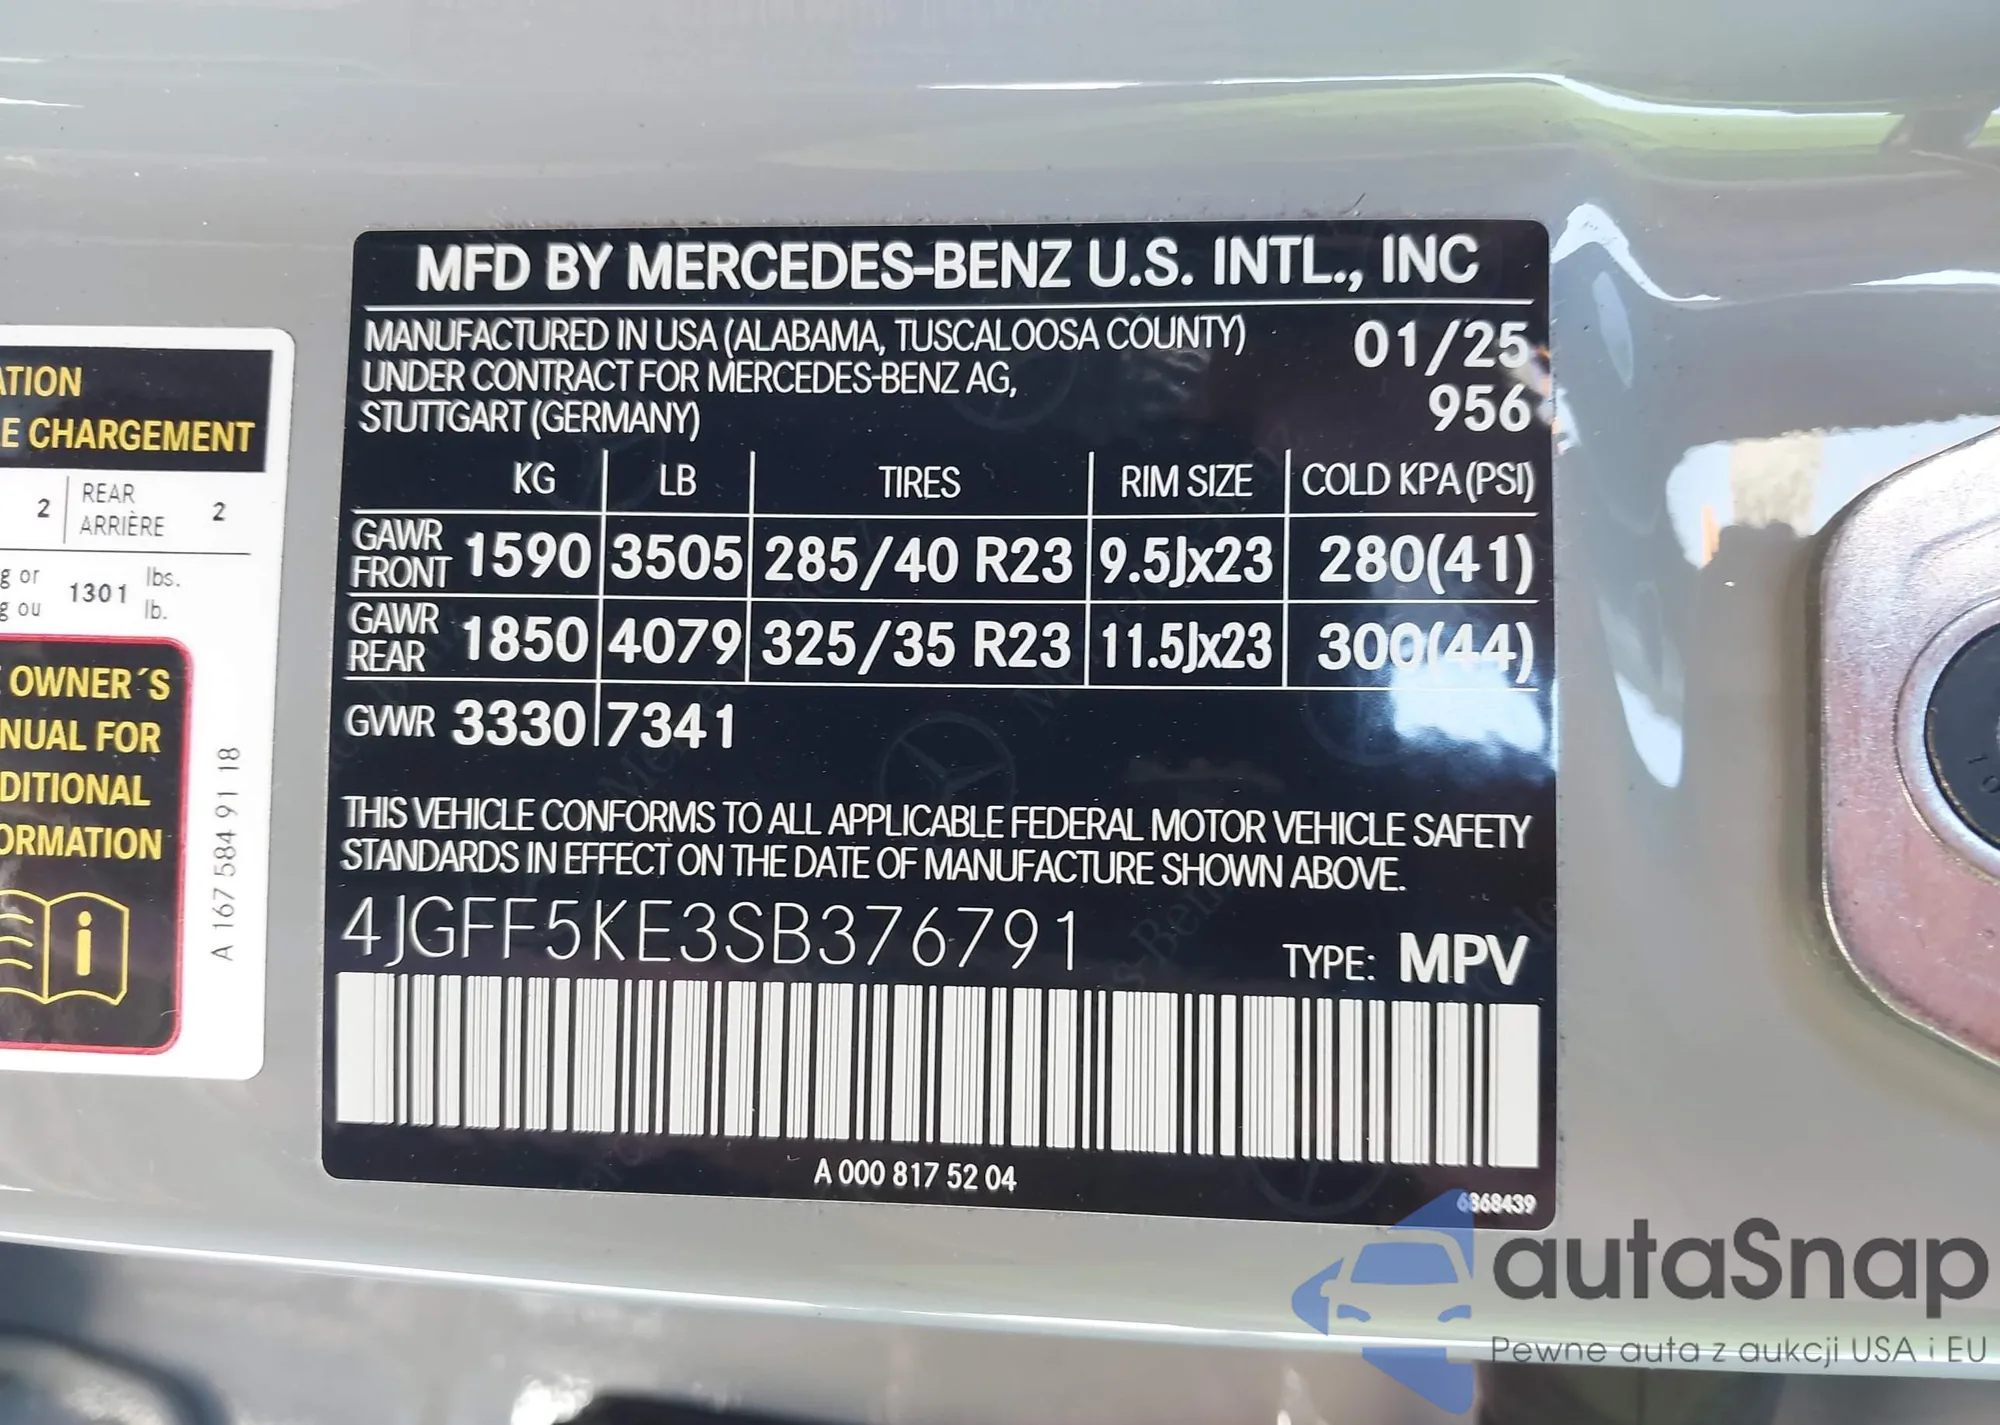 MFD BY MERCEDES-BENZ U.S. INTL., INC
MANUFACTURED IN USA (ALABAMA, TUSCALOOSA COUNTY) 01/25
UNDER CONTRACT FOR MERCEDES-BENZ AG, 956
STUTTGART (GERMANY)
KG LB TIRES RIM SIZE COLD KPA (PSI)
GAWR FRONT 1590 3505 285/40 R23 9.5Jx23 280(41)
GAWR REAR 1850 4079 325/35 R23 11.5Jx23 300(44)
GVWR 3330 7341
THIS VEHICLE CONFORMS TO ALL APPLICABLE FEDERAL MOTOR VEHICLE SAFETY
STANDARDS IN EFFECT ON THE DATE OF MANUFACTURE SHOWN ABOVE.
4JGFF5KE3SB376791 TYPE: MPV
A 000 817 52 04
6368439
ATION
E CHARGEMENT
2 REAR 2
ARRIÈRE
g or 1301 lbs.
g ou lb.
OWNER´S
NUAL FOR
DITIONAL
ORMATION
A 167 584 91 18
autaSnap
Pewne auta z aukcji USA i EU